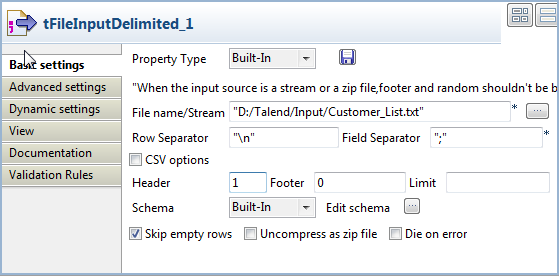 tFileInputDelimited_1
Basic settings
Advanced settings
Dynamic settings
View
Documentation
Validation Rules
Property Type Built-In
"When the input source is a stream or a zip file,footer and random shouldn't be b
File name/Stream "D:/Talend/Input/Customer_List.txt" * ...
Row Separator "\n" Field Separator ";" *
CSV options
Header 1 Footer 0 Limit
Schema Built-In Edit schema ...
Skip empty rows Uncompress as zip file Die on error